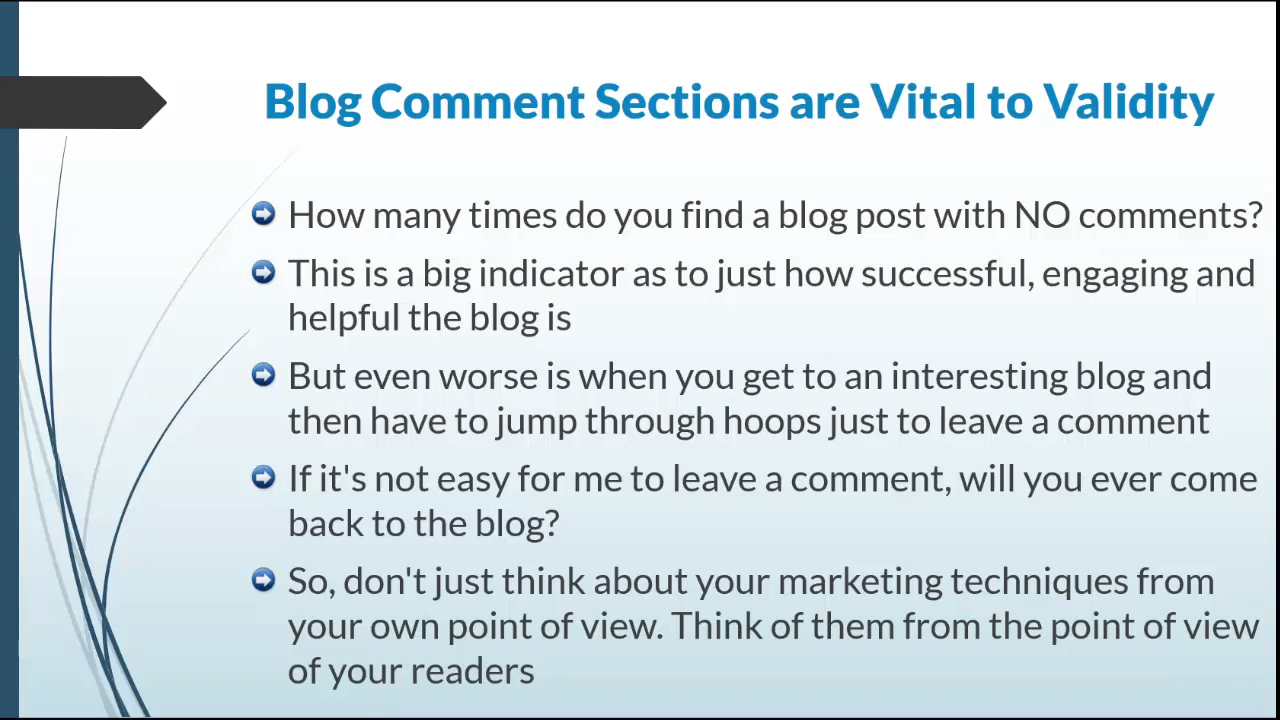 Blog Comment Sections are Vital to Validity
How many times do you find a blog post with NO comments?
This is a big indicator as to just how successful, engaging and
helpful the blog is
But even worse is when you get to an interesting blog and
then have to jump through hoops just to leave a comment
If it's not easy for me to leave a comment, will you ever come
back to the blog?
So, don't just think about your marketing techniques from
your own point of view. Think of them from the point of view
of your readers